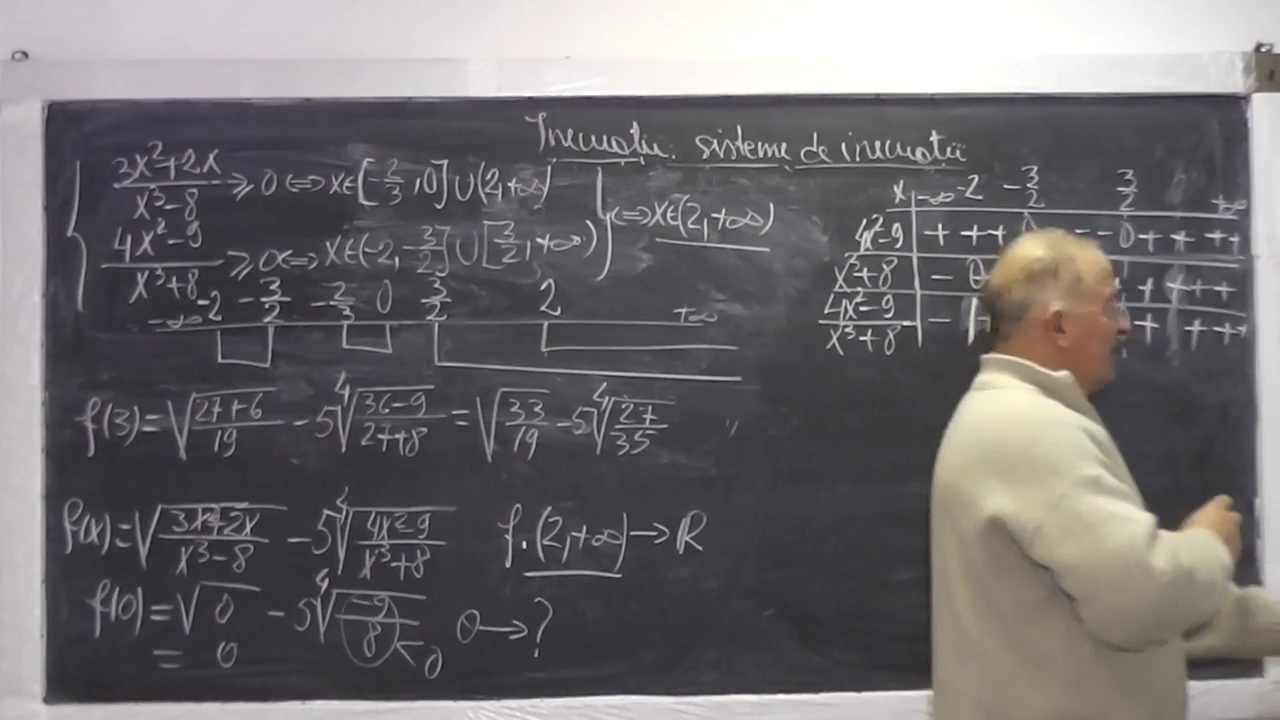 Inecuații. sisteme de inecuații
{ (3x²+2x)/(x³-8) ≥ 0 ⇔ x∈[-2/3, 0] ∪ (2, +∞)
(4x²-9)/(x³+8) ≥ 0 ⇔ x∈(-2, -3/2] ∪ [3/2, +∞) } ⇔ x∈(2, +∞)
-∞ -2 -3/2 -2/3 0 3/2 2 +∞
f(3) = √((27+6)/19) - 5 ⁴√((36-9)/(27+8)) = √(33/19) - 5 ⁴√(27/35)
f(x) = √((3x²+2x)/(x³-8)) - 5 ⁴√((4x²-9)/(x³+8)) f: (2, +∞) → ℝ
f(0) = √0 - 5 ⁴√(-9/8) < 0 0 → ?
= 0
x | -∞ -2 -3/2 3/2 +∞
4x²-9 | + + + 0 - - 0 + + + +
x³+8 | - 0 + + + +
(4x²-9)/(x³+8) | - | + + + +